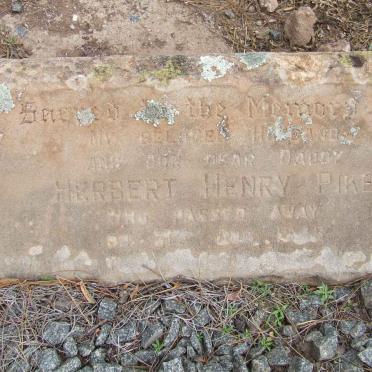 Sacred to the Memory
MY BELOVED HUSBAND
AND OUR DEAR DADDY
HERBERT HENRY PIKE
WHO PASSED AWAY